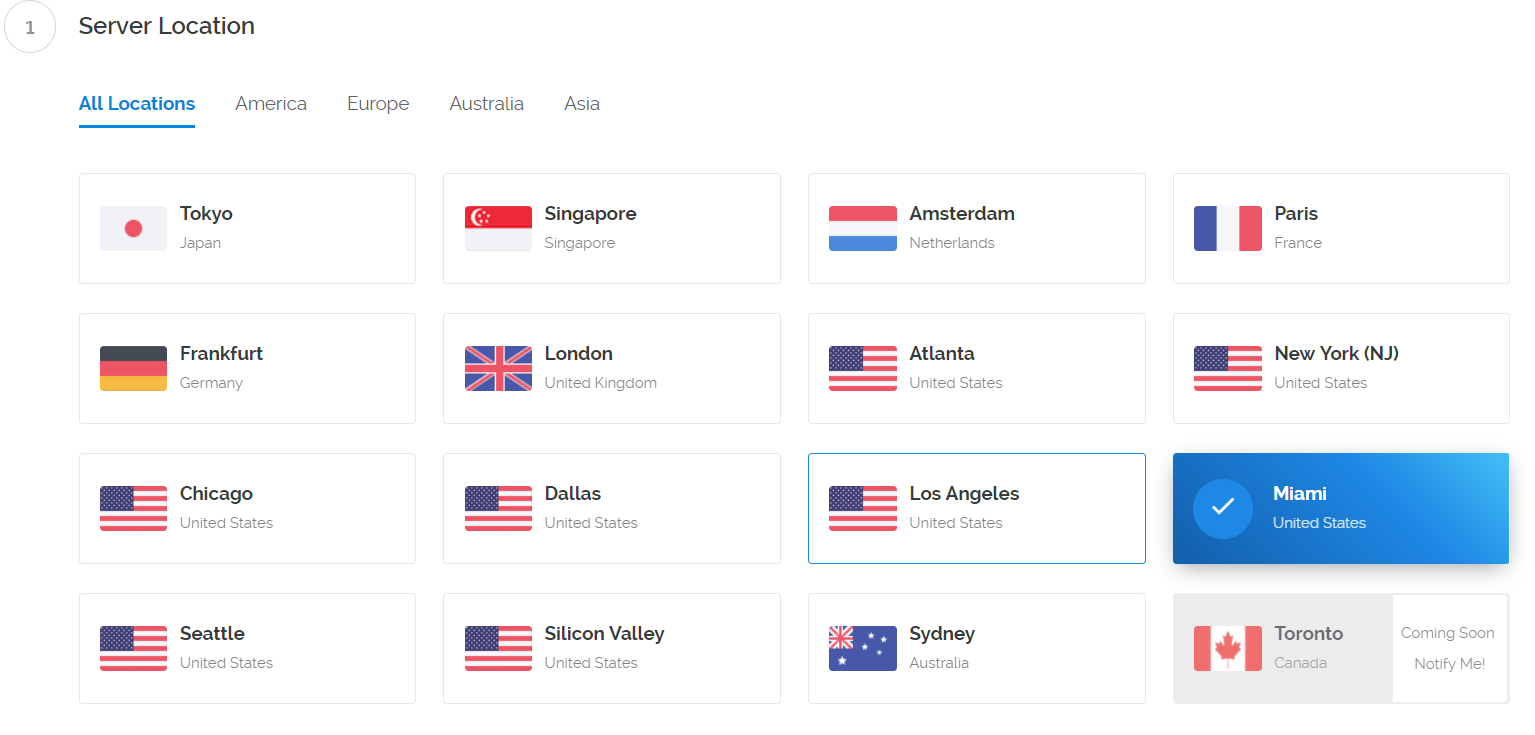 1
Server Location
All Locations America Europe Australia Asia
Tokyo
Japan
Singapore
Singapore
Amsterdam
Netherlands
Paris
France
Frankfurt
Germany
London
United Kingdom
Atlanta
United States
New York (NJ)
United States
Chicago
United States
Dallas
United States
Los Angeles
United States
Miami
United States
Seattle
United States
Silicon Valley
United States
Sydney
Australia
Toronto
Canada
Coming Soon
Notify Me!